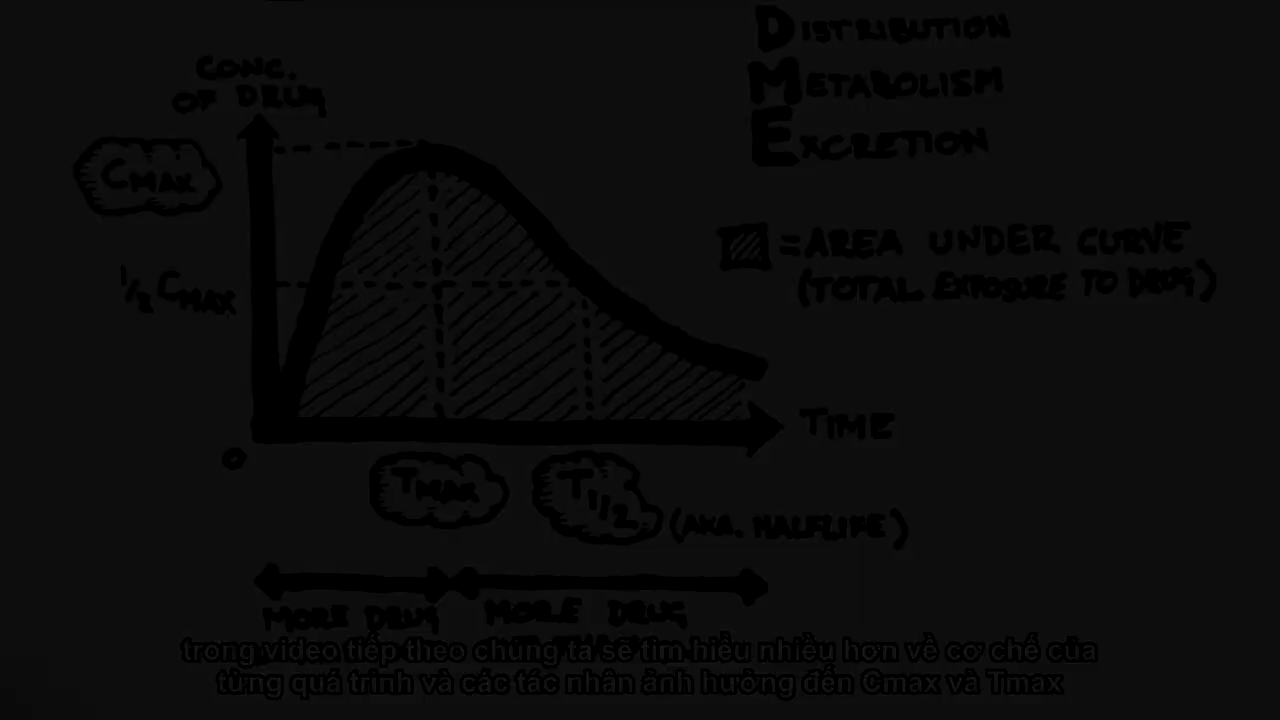 DISTRIBUTION
METABOLISM
EXCRETION
CONC.
OF DRUG
CMAX
1/2 CMAX
= AREA UNDER CURVE
(TOTAL EXPOSURE TO DRUG)
TIME
0
TMAX
T1/2
(AKA. HALFLIFE)
MORE DRUG
MORE DRUG
trong video tiếp theo chúng ta sẽ tìm hiểu nhiều hơn về cơ chế của
từng quá trình và các tác nhân ảnh hưởng đến Cmax và Tmax